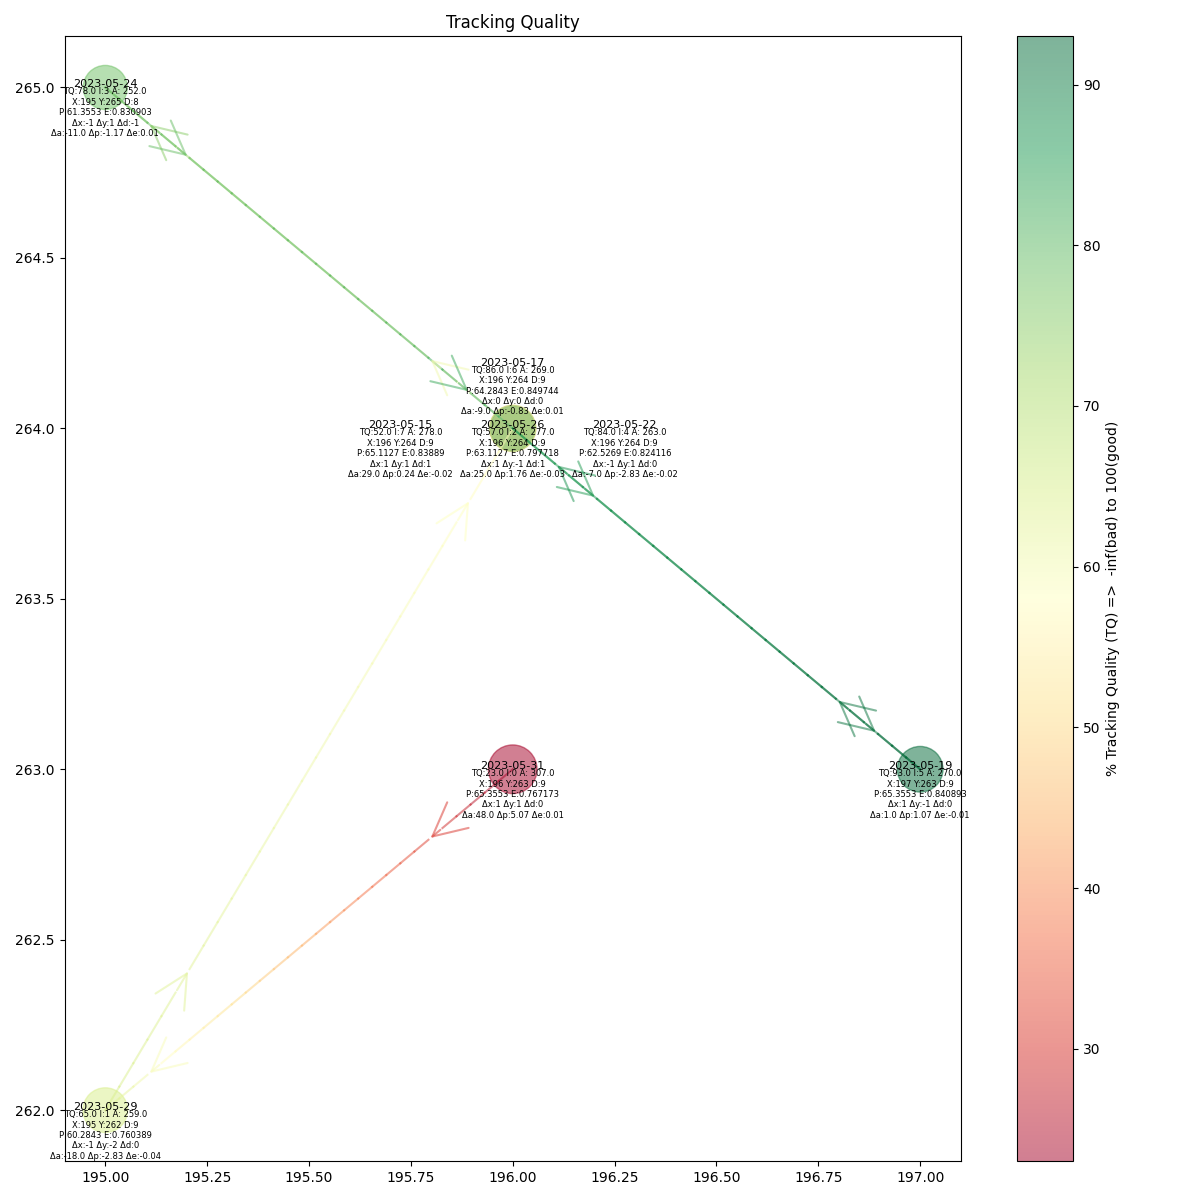 Tracking Quality
265.0
264.5
264.0
263.5
263.0
262.5
262.0
2023-05-24
TQ:78.0 I:3 A: 252.0
X:195 Y:265 D:8
P:61.3553 E:0.830903
Δx:-1 Δy:1 Δd:-1
Δa:-11.0 Δp:-1.17 Δe:0.01
2023-05-17
TQ:86.0 I:6 A: 269.0
X:196 Y:264 D:9
P:64.2843 E:0.849744
Δx:0 Δy:0 Δd:0
Δa:-9.0 Δp:-0.83 Δe:0.01
2023-05-15
TQ:52.0 I:7 A: 278.0
X:196 Y:264 D:9
P:65.1127 E:0.83889
Δx:1 Δy:1 Δd:1
Δa:29.0 Δp:0.24 Δe:-0.02
2023-05-26
TQ:57.0 I:2 A: 277.0
X:196 Y:264 D:9
P:63.1127 E:0.797718
Δx:1 Δy:-1 Δd:1
Δa:25.0 Δp:1.76 Δe:-0.03
2023-05-22
TQ:84.0 I:4 A: 263.0
X:196 Y:264 D:9
P:62.5269 E:0.824116
Δx:-1 Δy:1 Δd:0
Δa:-7.0 Δp:-2.83 Δe:-0.02
2023-05-31
TQ:23.0 I:0 A: 307.0
X:196 Y:263 D:9
P:65.3553 E:0.767173
Δx:1 Δy:1 Δd:0
Δa:48.0 Δp:5.07 Δe:0.01
2023-05-19
TQ:93.0 I:5 A: 270.0
X:197 Y:263 D:9
P:65.3553 E:0.840893
Δx:1 Δy:-1 Δd:0
Δa:1.0 Δp:1.07 Δe:-0.01
2023-05-29
TQ:65.0 I:1 A: 259.0
X:195 Y:262 D:9
P:60.2843 E:0.760389
Δx:-1 Δy:-2 Δd:0
Δa:-18.0 Δp:-2.83 Δe:-0.04
195.00 195.25 195.50 195.75 196.00 196.25 196.50 196.75 197.00
90
80
70
60
50
40
30
% Tracking Quality (TQ) => -inf(bad) to 100(good)